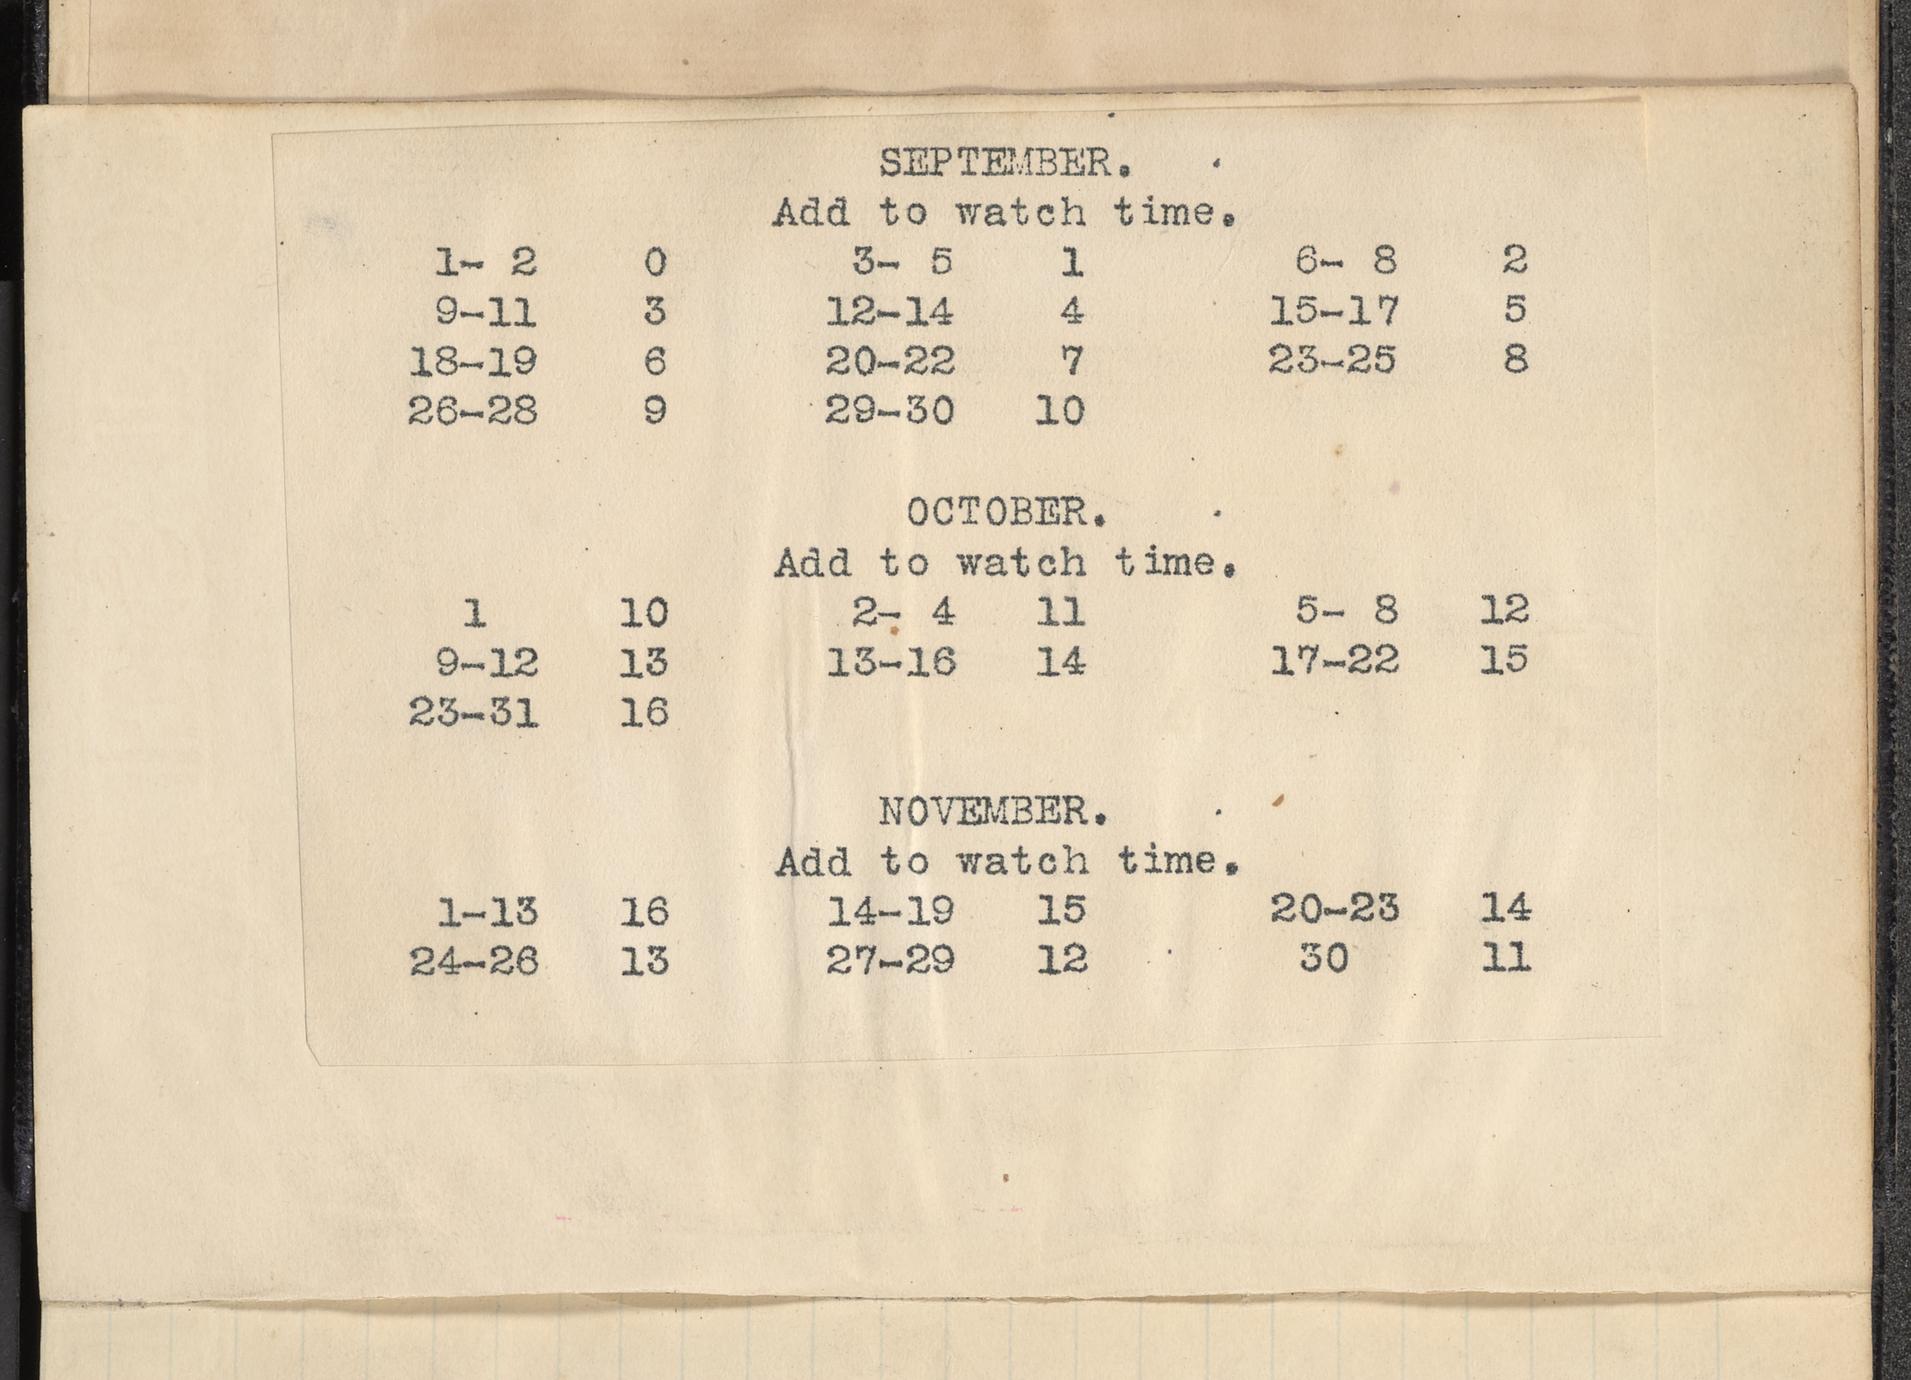 SEPTEMBER.
Add to watch time.
1- 2 0 3- 5 1 6- 8 2
9-11 3 12-14 4 15-17 5
18-19 6 20-22 7 23-25 8
26-28 9 29-30 10
OCTOBER.
Add to watch time.
1 10 2- 4 11 5- 8 12
9-12 13 13-16 14 17-22 15
23-31 16
NOVEMBER.
Add to watch time.
1-13 16 14-19 15 20-23 14
24-26 13 27-29 12 30 11